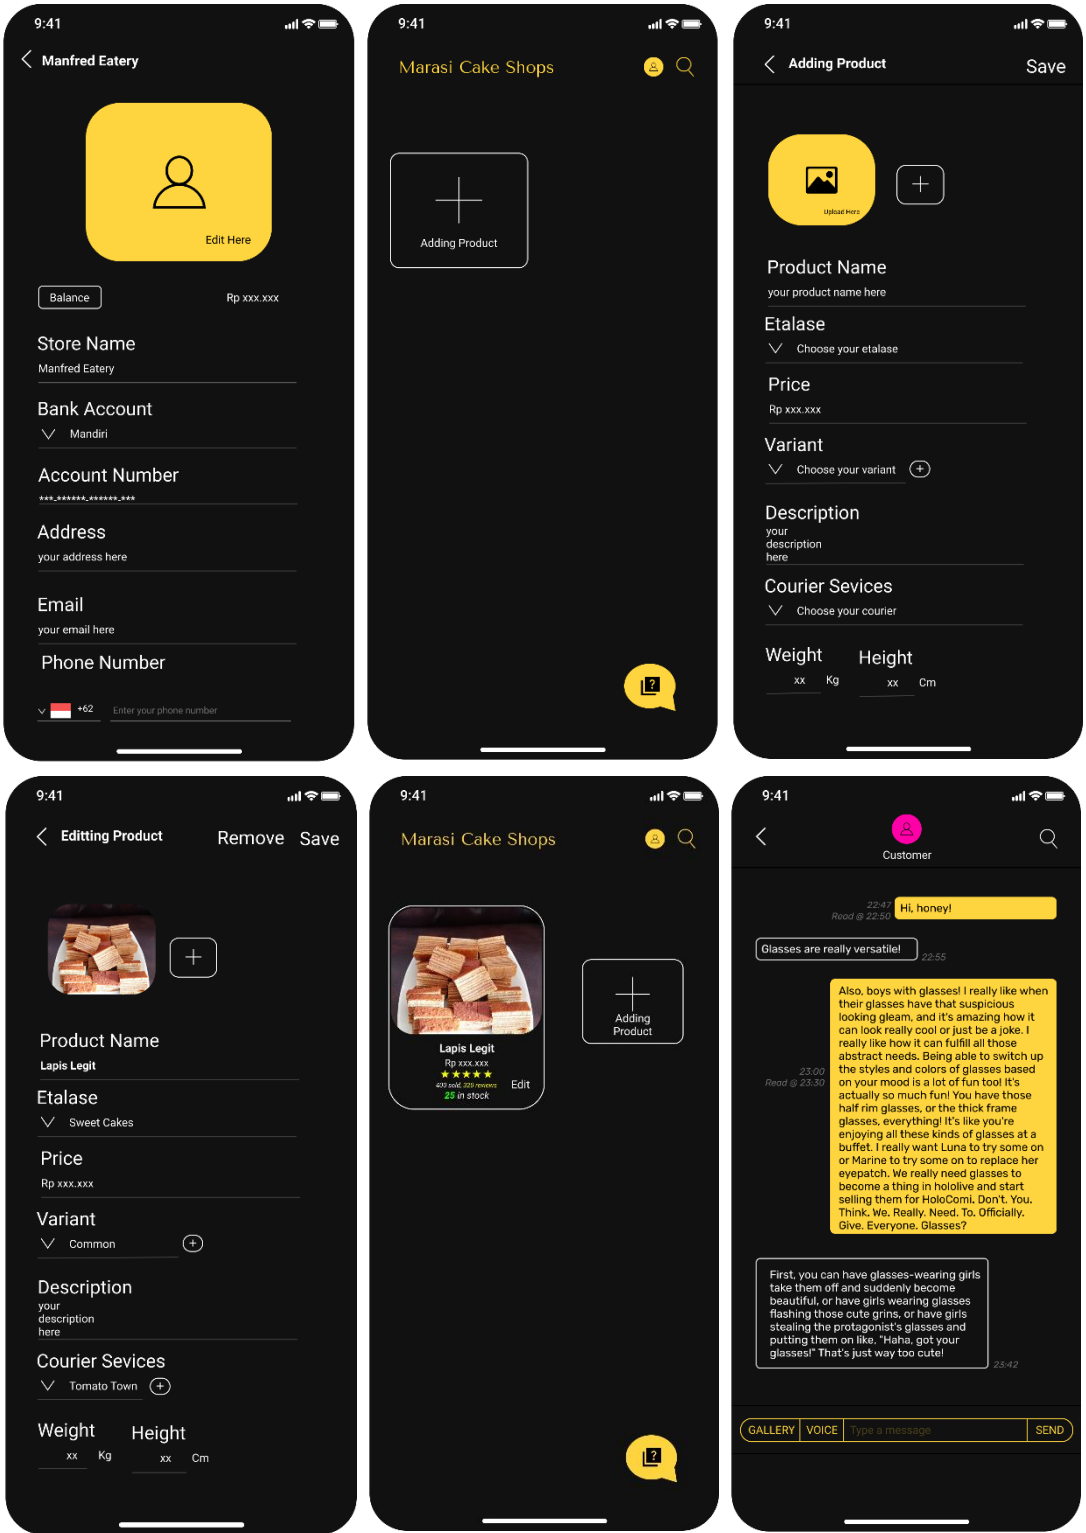 9:41
Manfred Eatery
Edit Here
Balance
Rp xxx.xxx
Store Name
Manfred Eatery
Bank Account
Mandiri
Account Number
***-******-******-***
Address
your address here
Email
your email here
Phone Number
+62
Enter your phone number
9:41
Marasi Cake Shops
Adding Product
?
9:41
Adding Product
Save
Upload Here
Product Name
your product name here
Etalase
Choose your etalase
Price
Rp xxx.xxx
Variant
Choose your variant
Description
your
description
here
Courier Sevices
Choose your courier
Weight
Height
xx Kg
xx Cm
9:41
Editting Product
Remove
Save
Product Name
Lapis Legit
Etalase
Sweet Cakes
Price
Rp xxx.xxx
Variant
Common
Description
your
description
here
Courier Sevices
Tomato Town
Weight
Height
xx Kg
xx Cm
9:41
Marasi Cake Shops
Lapis Legit
Rp xxx.xxx
400 sold, 320 reviews
25 in stock
Edit
Adding
Product
?
9:41
Customer
22:47
Read @ 22:50
Hi, honey!
Glasses are really versatile!
22:55
Also, boys with glasses! I really like when
their glasses have that suspicious
looking gleam, and it's amazing how it
can look really cool or just be a joke. I
really like how it can fulfill all those
abstract needs. Being able to switch up
the styles and colors of glasses based
on your mood is a lot of fun too! It's
actually so much fun! You have those
half rim glasses, or the thick frame
glasses, everything! It's like you're
enjoying all these kinds of glasses at a
buffet. I really want Luna to try some on
or Marine to try some on to replace her
eyepatch. We really need glasses to
become a thing in hololive and start
selling them for HoloComi. Don't. You.
Think. We. Really. Need. To. Officially.
Give. Everyone. Glasses?
23:00
Read @ 23:30
First, you can have glasses-wearing girls
take them off and suddenly become
beautiful, or have girls wearing glasses
flashing those cute grins, or have girls
stealing the protagonist's glasses and
putting them on like, "Haha, got your
glasses!" That's just way too cute!
23:42
GALLERY
VOICE
Type a message
SEND